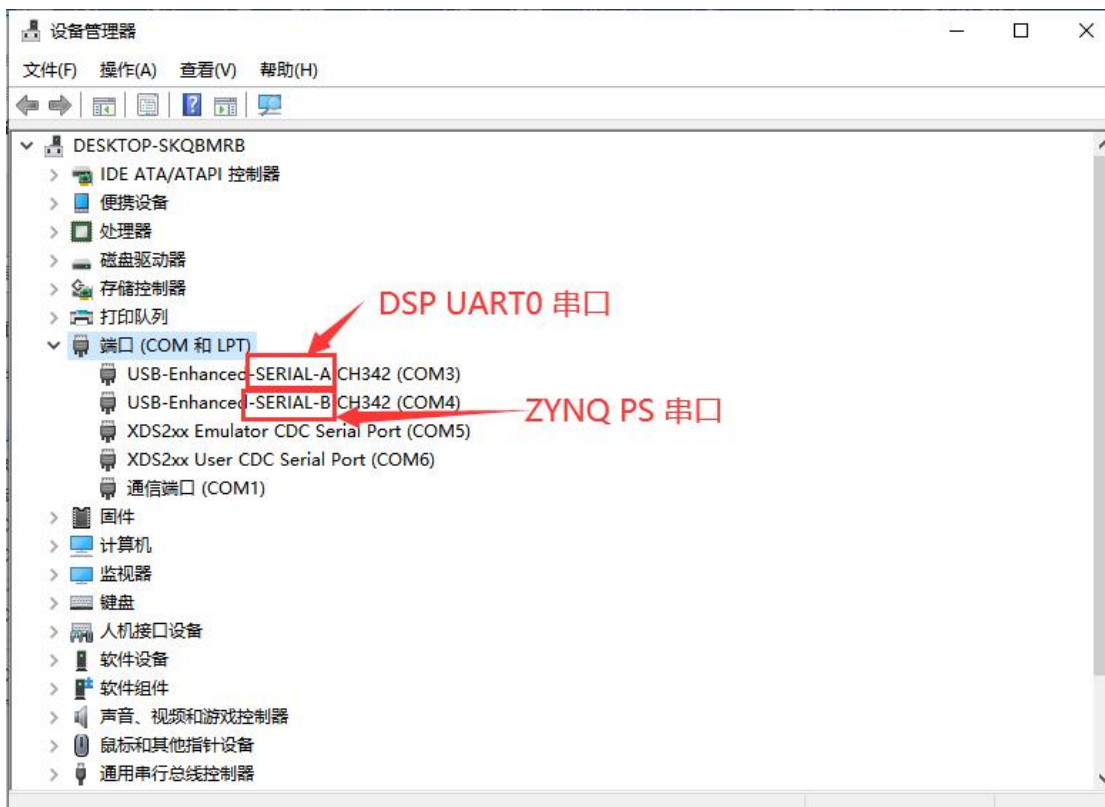 设备管理器
文件(F) 操作(A) 查看(V) 帮助(H)
DESKTOP-SKQBMRB
IDE ATA/ATAPI 控制器
便携设备
处理器
磁盘驱动器
存储控制器
DSP UART0 串口
打印队列
端口 (COM 和 LPT)
USB-Enhanced-SERIAL-A CH342 (COM3)
USB-Enhanced-SERIAL-B CH342 (COM4)
ZYNQ PS 串口
XDS2xx Emulator CDC Serial Port (COM5)
XDS2xx User CDC Serial Port (COM6)
通信端口 (COM1)
固件
计算机
监视器
键盘
人机接口设备
软件设备
软件组件
声音、视频和游戏控制器
鼠标和其他指针设备
通用串行总线控制器